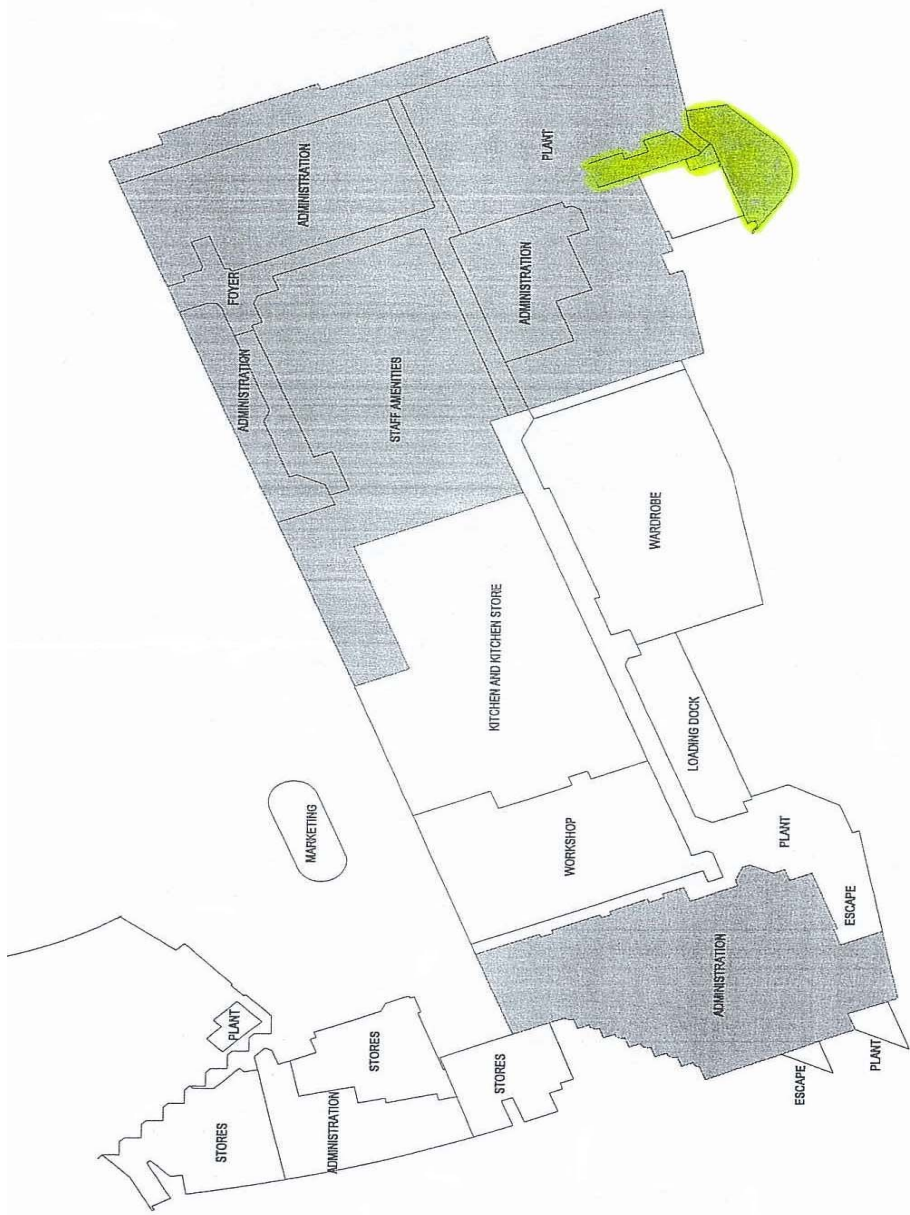 ADMINISTRATION
PLANT
FOYER
ADMINISTRATION
ADMINISTRATION
STAFF AMENITIES
WARDROBE
KITCHEN AND KITCHEN STORE
LOADING DOCK
MARKETING
WORKSHOP
PLANT
ESCAPE
ADMINISTRATION
PLANT
STORES
STORES
ESCAPE
PLANT
STORES
ADMINISTRATION